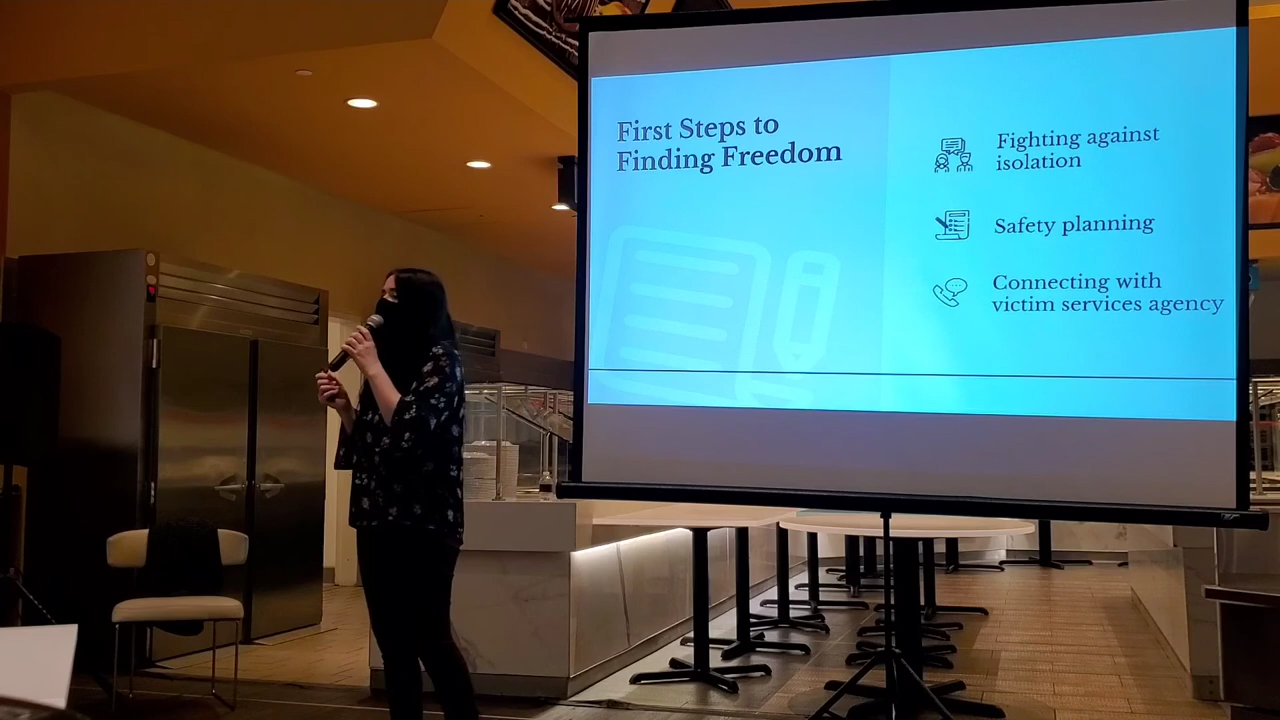 First Steps to
Finding Freedom
Fighting against
isolation
Safety planning
Connecting with
victim services agency